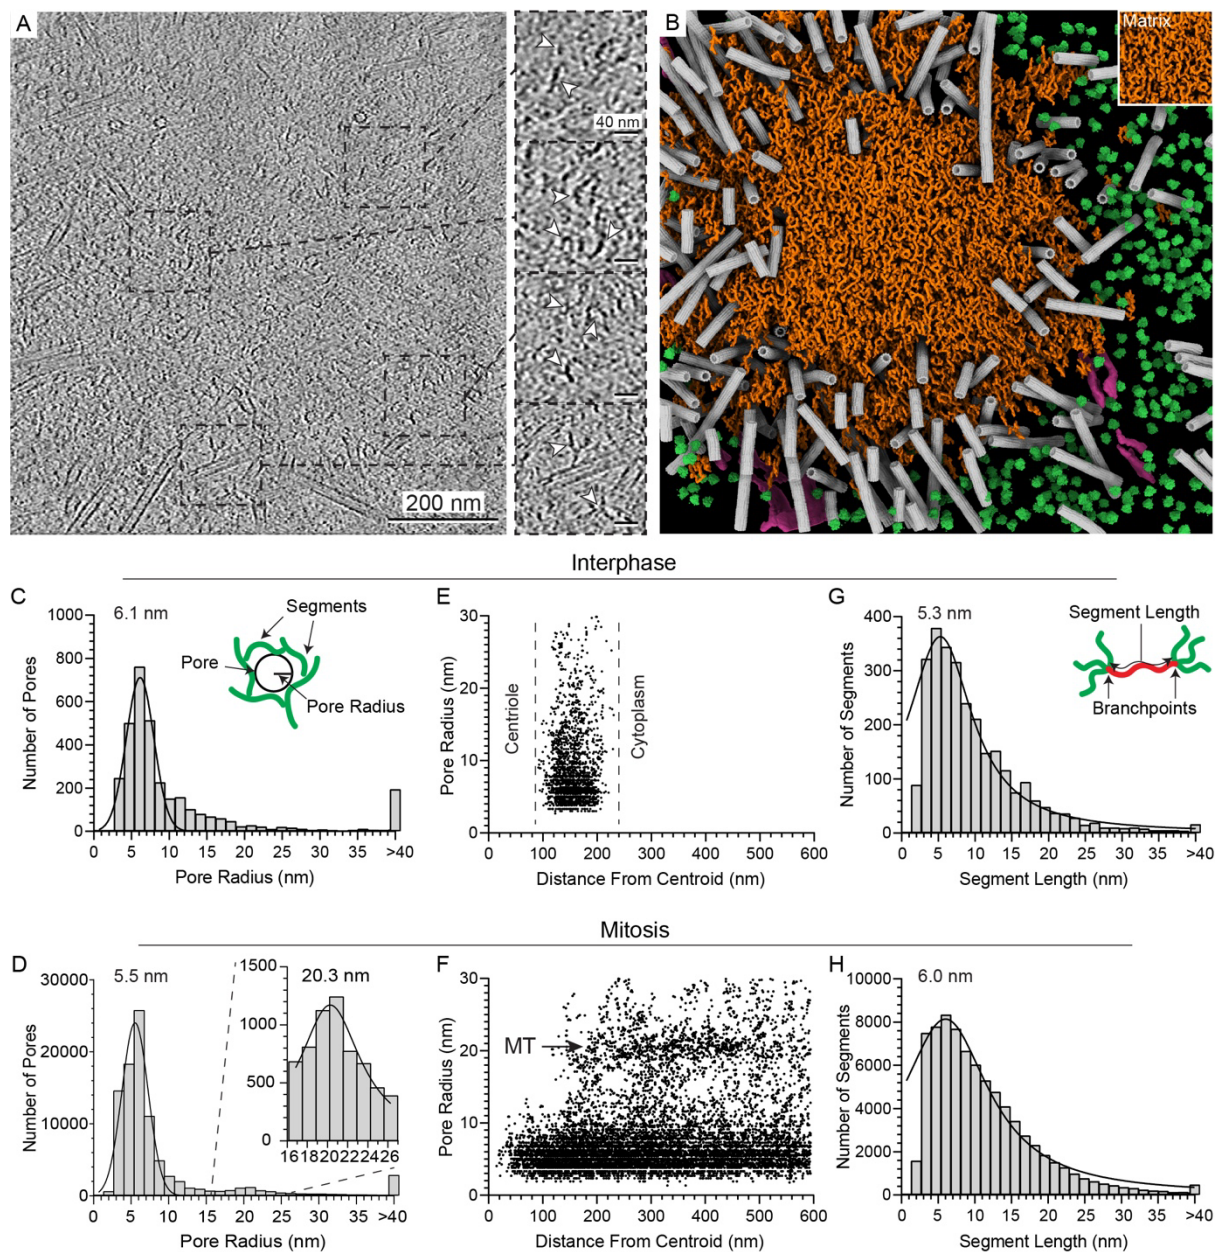 A
40 nm
200 nm
B
Matrix
Interphase
C
6.1 nm
Segments
Pore
Pore Radius
Number of Pores
1000
800
600
400
200
0
0 5 10 15 20 25 30 35 >40
Pore Radius (nm)
E
Centriole
Cytoplasm
Pore Radius (nm)
30
20
10
0
0 100 200 300 400 500 600
Distance From Centroid (nm)
G
5.3 nm
Segment Length
Branchpoints
Number of Segments
400
300
200
100
0
0 5 10 15 20 25 30 35 >40
Segment Length (nm)
Mitosis
D
5.5 nm
Number of Pores
30000
20000
10000
0
0 5 10 15 20 25 30 35 >40
Pore Radius (nm)
20.3 nm
1500
1000
500
0
16 18 20 22 24 26
F
MT
Pore Radius (nm)
30
20
10
0
0 100 200 300 400 500 600
Distance From Centroid (nm)
H
6.0 nm
Number of Segments
10000
8000
6000
4000
2000
0
0 5 10 15 20 25 30 35 >40
Segment Length (nm)